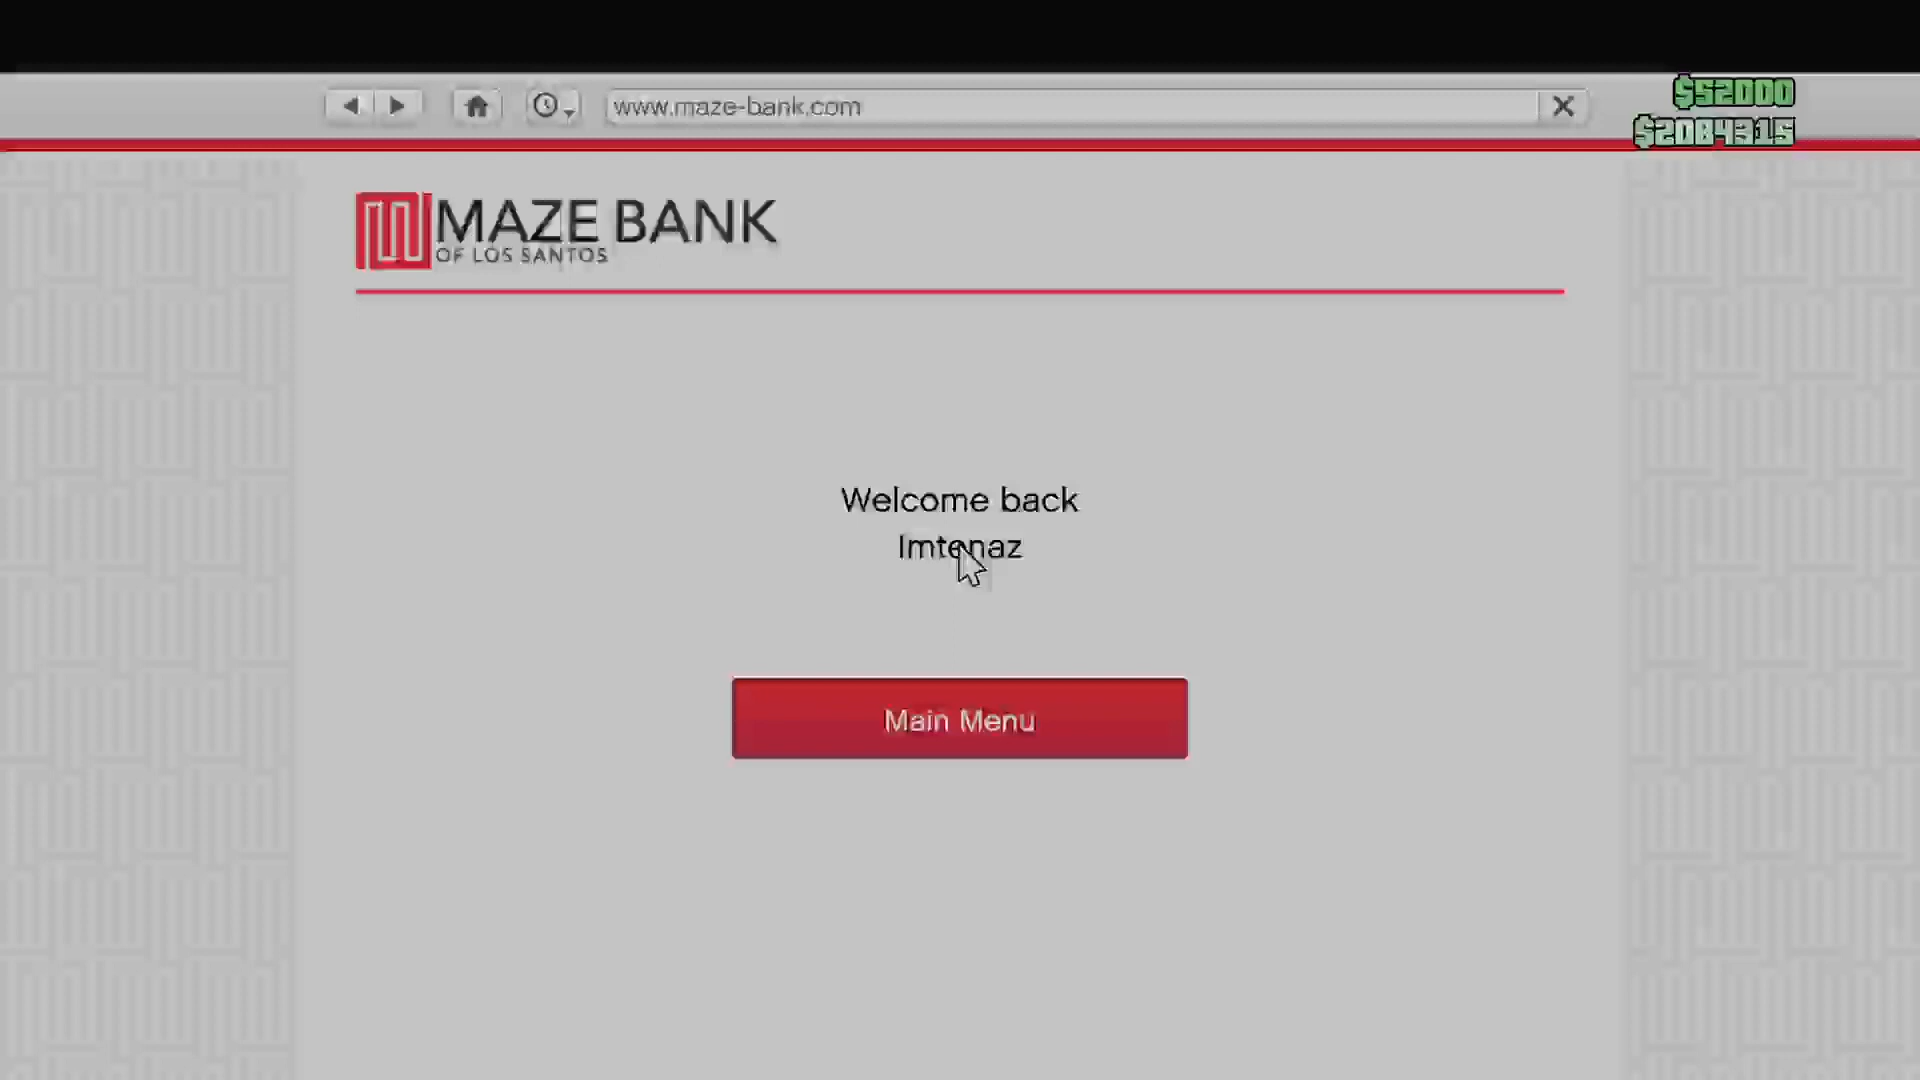 www.maze-bank.com
$52000
$2084315
MAZE BANK
OF LOS SANTOS
Welcome back
Imtenaz
Main Menu